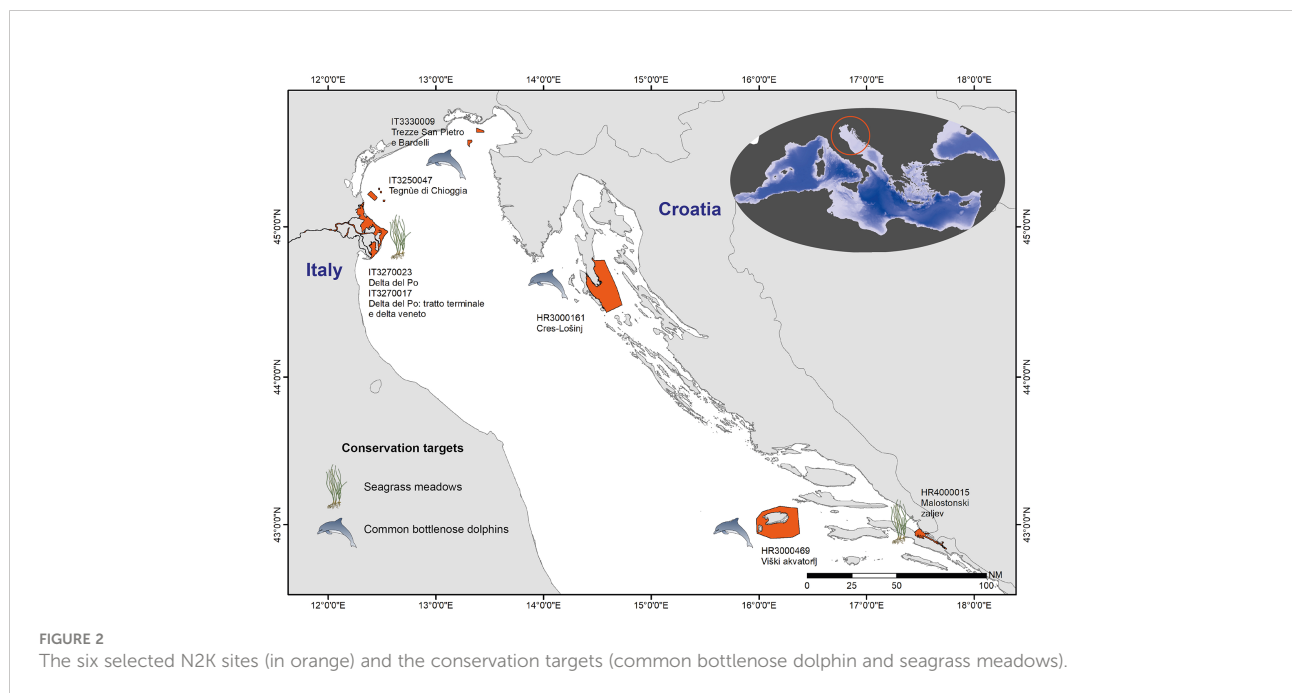 12°0'0"E 13°0'0"E 14°0'0"E 15°0'0"E 16°0'0"E 17°0'0"E 18°0'0"E
IT3330009
Trezze San Pietro
e Bardelli
IT3250047
Tegnùe di Chioggia
Croatia
45°0'0"N
45°0'0"N
Italy
IT3270023
Delta del Po
IT3270017
Delta del Po: tratto terminale
e delta veneto
HR3000161
Cres-Lošinj
44°0'0"N
44°0'0"N
Conservation targets
Seagrass meadows
Common bottlenose dolphins
HR4000015
Malostonski
zaljev
43°0'0"N
43°0'0"N
HR3000469
Viški akvatorij
NM
0 25 50 100
12°0'0"E 13°0'0"E 14°0'0"E 15°0'0"E 16°0'0"E 17°0'0"E 18°0'0"E
FIGURE 2
The six selected N2K sites (in orange) and the conservation targets (common bottlenose dolphin and seagrass meadows).